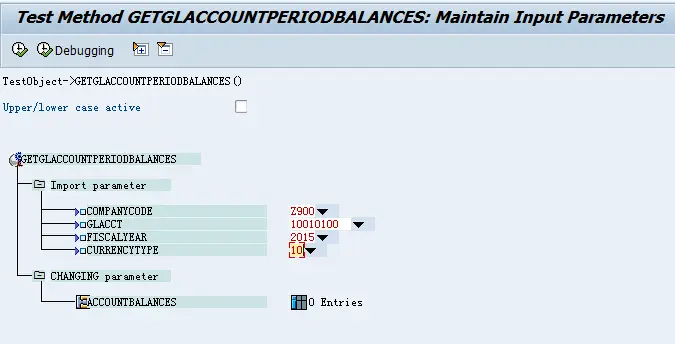 Test Method GETGLACCOUNTPERIODBALANCES: Maintain Input Parameters
Debugging
TestObject->GETGLACCOUNTPERIODBALANCES()
Upper/lower case active
GETGLACCOUNTPERIODBALANCES
Import parameter
COMPANYCODE Z900
GLACCT 10010100
FISCALYEAR 2015
CURRENCYTYPE 10
CHANGING parameter
ACCOUNTBALANCES 0 Entries